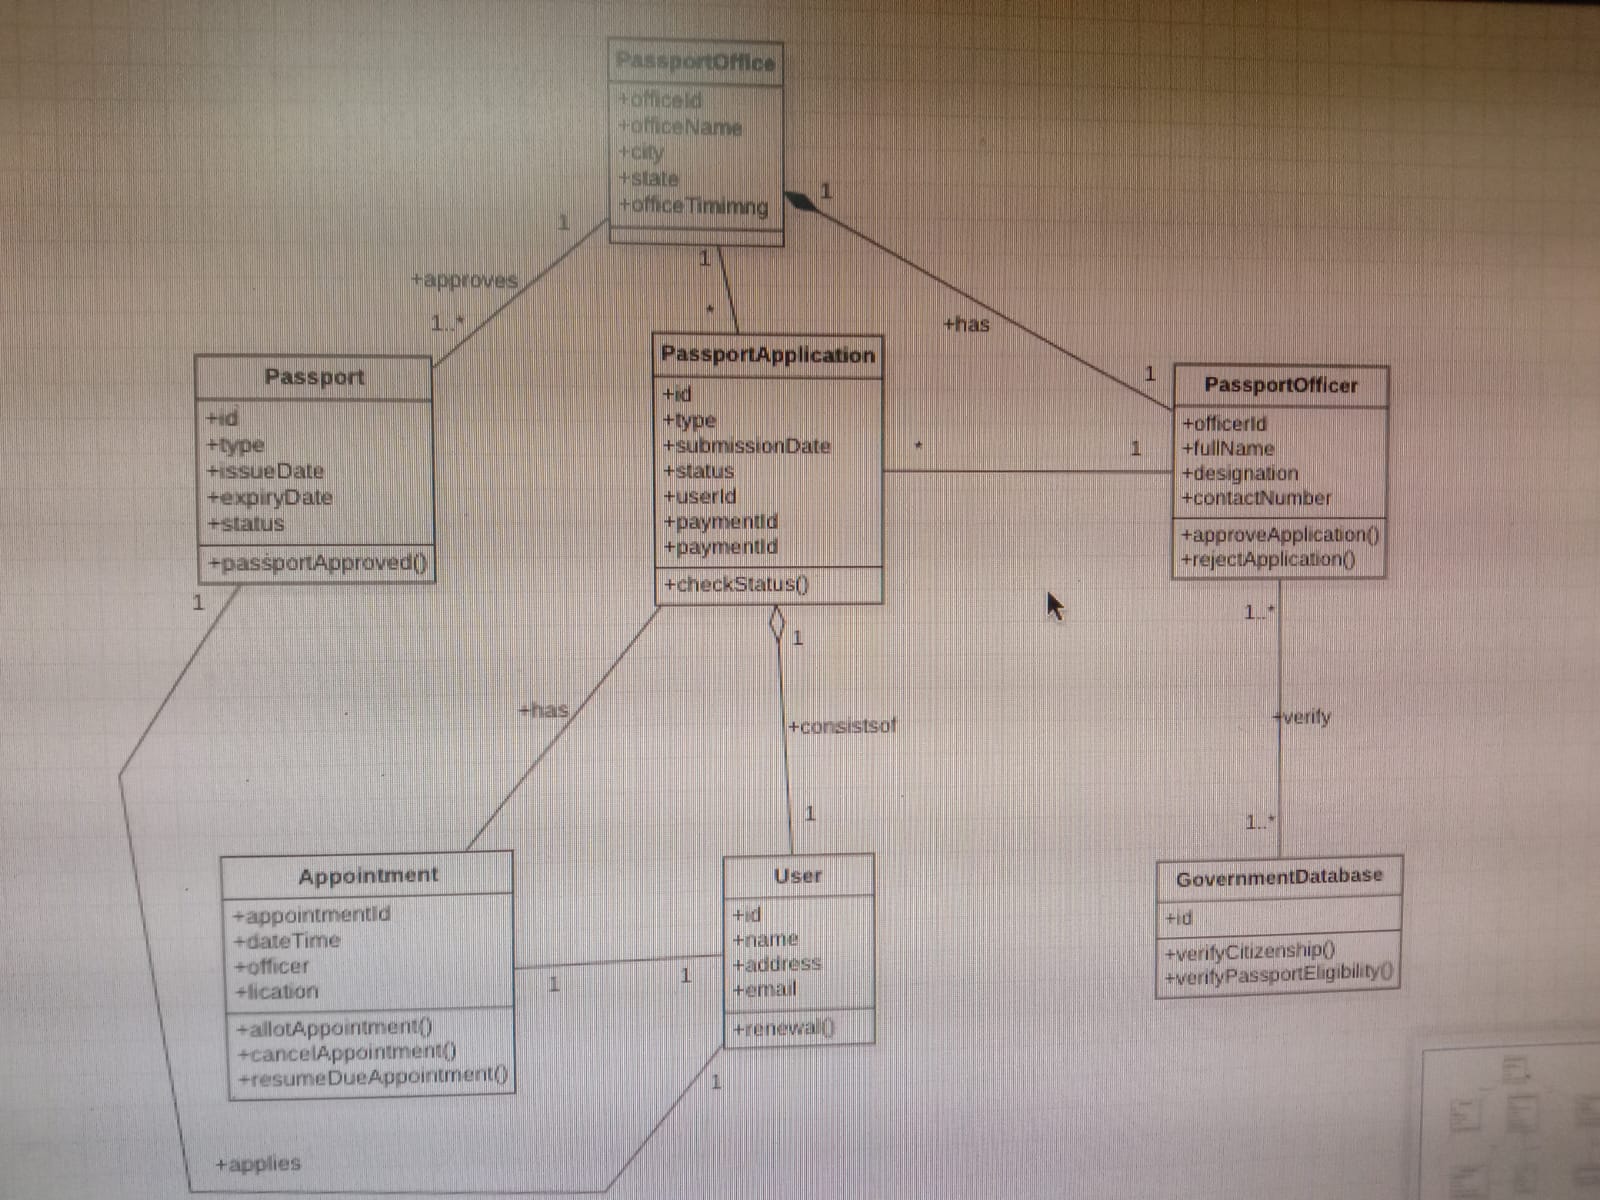 PassportOffice
+officeId
+officeName
+city
+state
+officeTimimng
1
1
+approves
1..*
1
*
+has
1
Passport
+id
+type
+issueDate
+expiryDate
+status
+passportApproved()
1
PassportApplication
+id
+type
+submissionDate
+status
+userId
+paymentId
+paymentId
+checkStatus()
*
1
PassportOfficer
+officerId
+fullName
+designation
+contactNumber
+approveApplication()
+rejectApplication()
1..*
1
+has
+consistsof
+verify
1
1..*
Appointment
+appointmentId
+dateTime
+officer
+lication
+allotAppointment()
+cancelAppointment()
+resumeDueAppointment()
1
1
User
+id
+name
+address
+email
+renewal()
1
GovernmentDatabase
+id
+verifyCitizenship()
+verifyPassportEligibility()
+applies